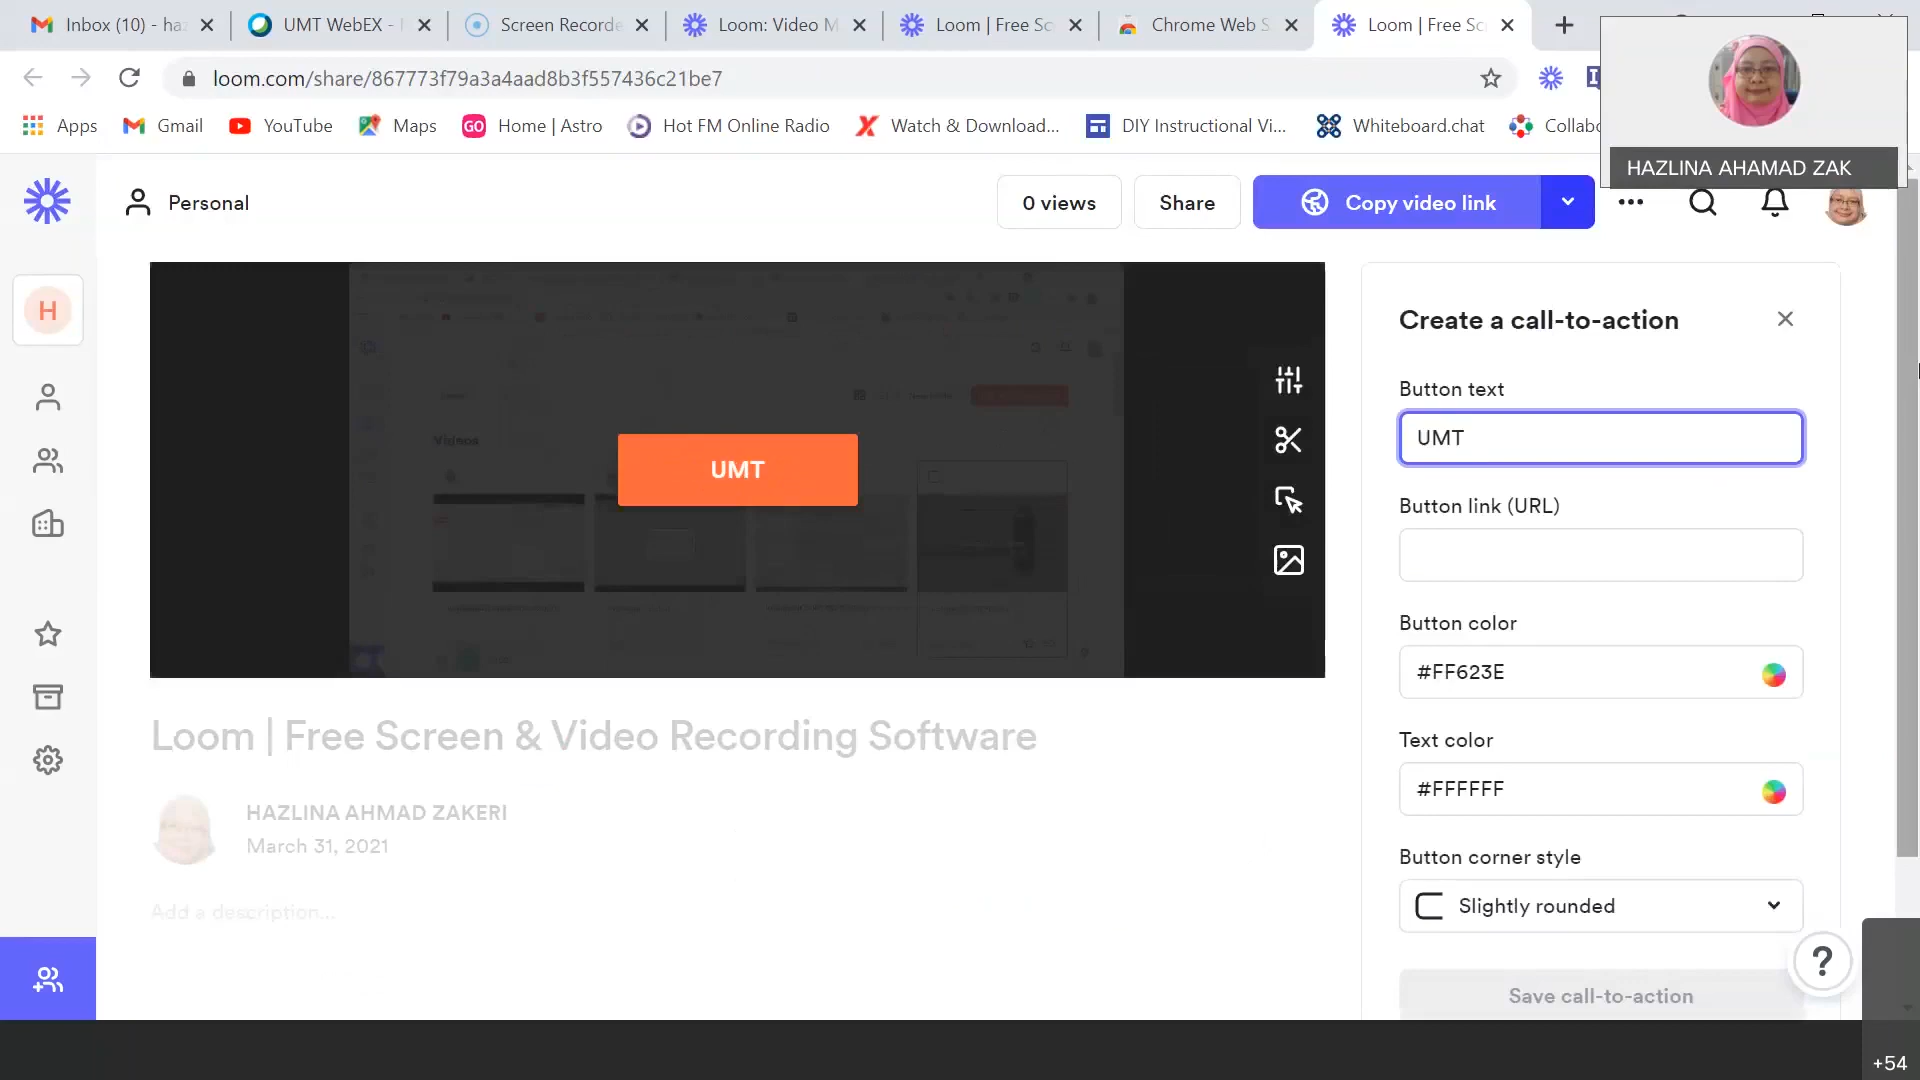 Inbox (10) - haz
UMT WebEX -
Screen Recorde
Loom: Video M
Loom | Free Sc
Chrome Web S
Loom | Free Sc
loom.com/share/867773f79a3a4aad8b3f557436c21be7
Apps
Gmail
YouTube
Maps
GO
Home | Astro
Hot FM Online Radio
Watch & Download...
DIY Instructional Vi...
Whiteboard.chat
Collabo
HAZLINA AHAMAD ZAK
Personal
0 views
Share
Copy video link
H
Videos
UMT
Create a call-to-action
Button text
UMT
Button link (URL)
Button color
#FF623E
Text color
#FFFFFF
Button corner style
Slightly rounded
Save call-to-action
Loom | Free Screen & Video Recording Software
HAZLINA AHMAD ZAKERI
March 31, 2021
Add a description...
?
+54